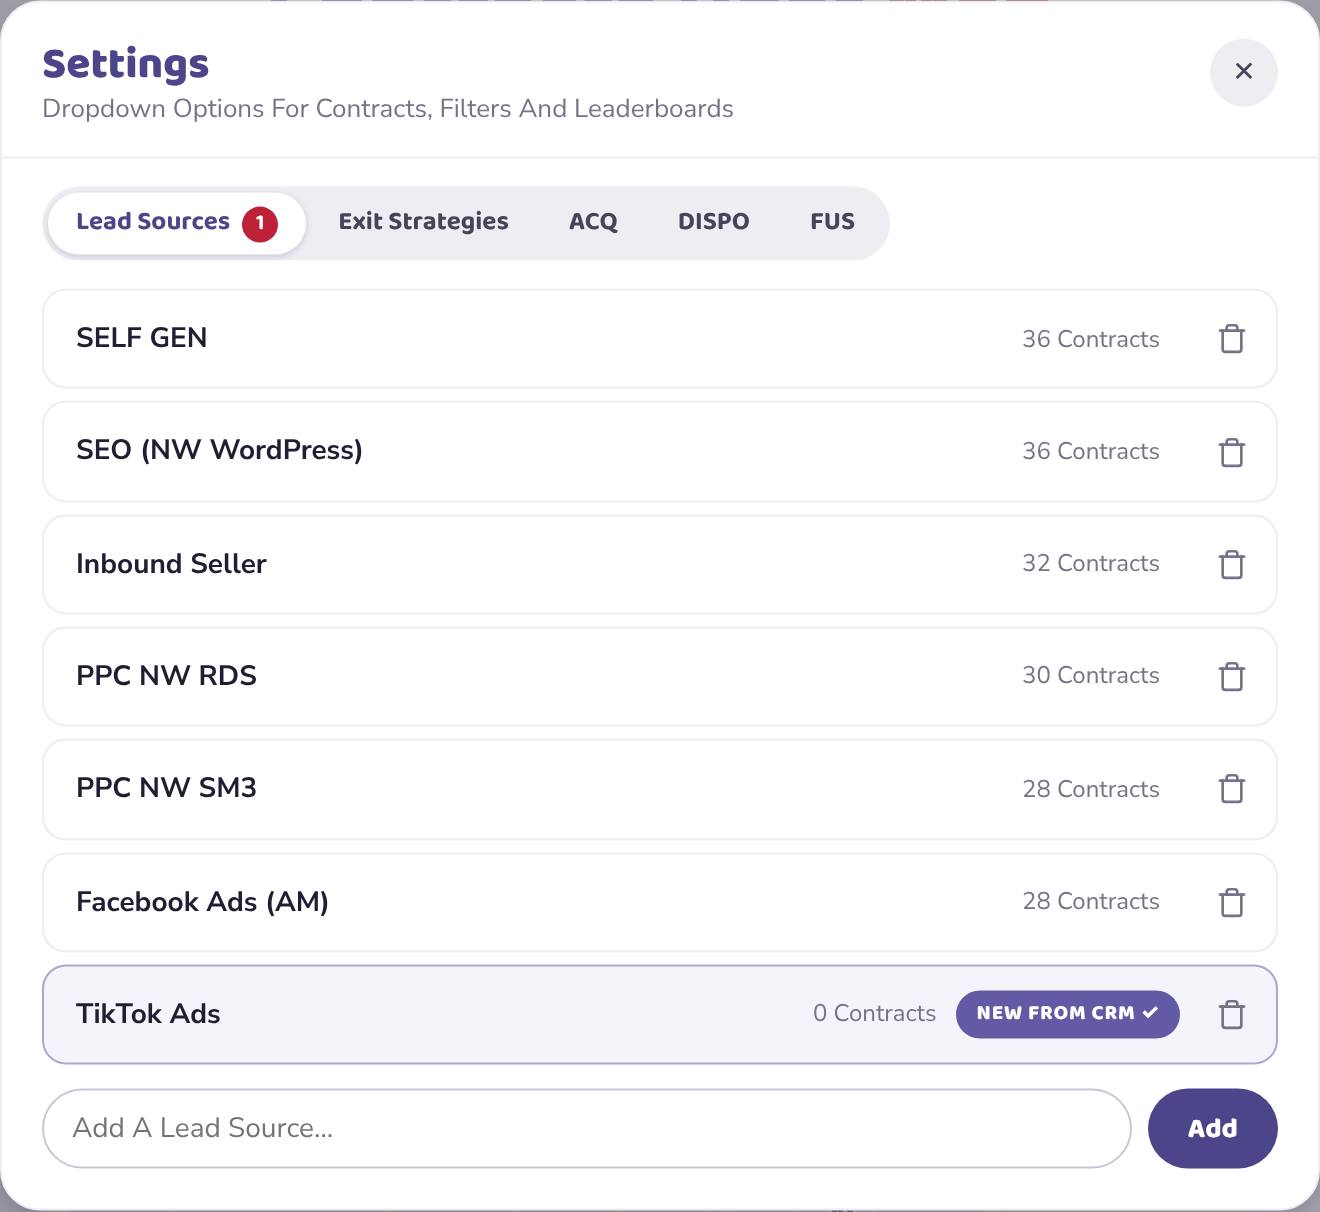 Settings
Dropdown Options For Contracts, Filters And Leaderboards
Lead Sources 1 Exit Strategies ACQ DISPO FUS
SELF GEN 36 Contracts
SEO (NW WordPress) 36 Contracts
Inbound Seller 32 Contracts
PPC NW RDS 30 Contracts
PPC NW SM3 28 Contracts
Facebook Ads (AM) 28 Contracts
TikTok Ads 0 Contracts NEW FROM CRM ✓
Add A Lead Source... Add